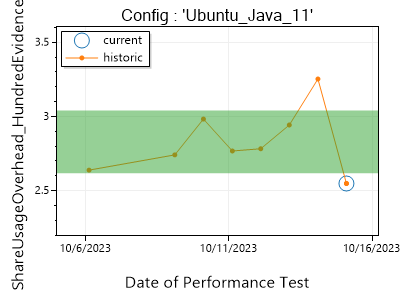 Config : 'Ubuntu_Java_11'
ShareUsageOverhead_HundredEvidence
current
historic
3.5
3
2.5
10/6/2023
10/11/2023
10/16/2023
Date of Performance Test